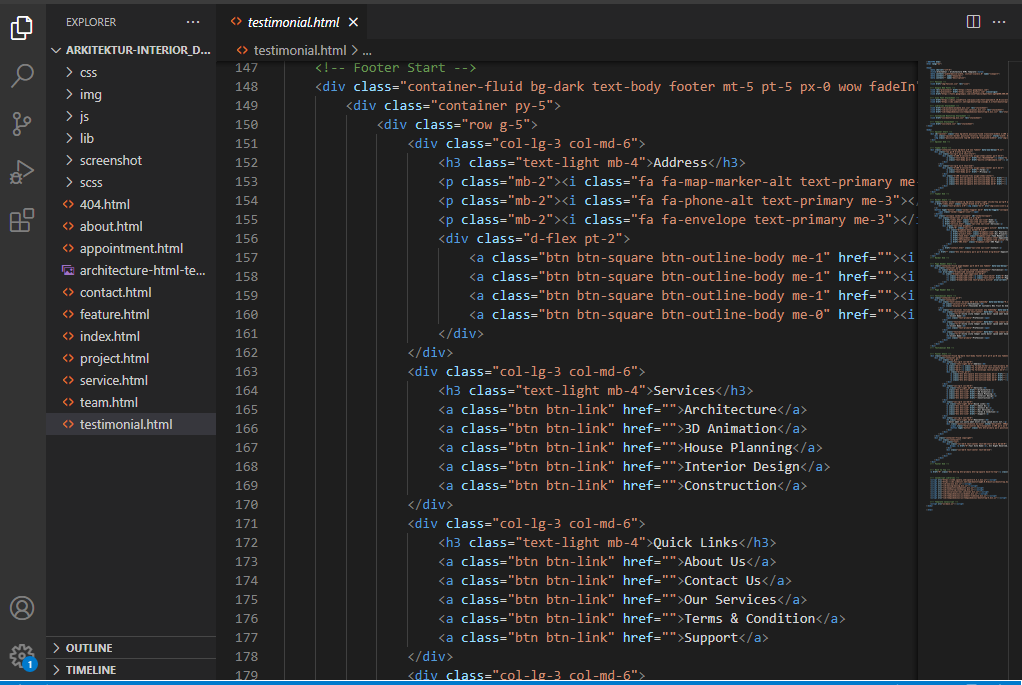 EXPLORER
ARKITEKTUR-INTERIOR_D...
css
img
js
lib
screenshot
scss
404.html
about.html
appointment.html
architecture-html-te...
contact.html
feature.html
index.html
project.html
service.html
team.html
testimonial.html
OUTLINE
TIMELINE
1
testimonial.html
testimonial.html > ...
147 <!-- Footer Start -->
148 <div class="container-fluid bg-dark text-body footer mt-5 pt-5 px-0 wow fadeIn"
149 <div class="container py-5">
150 <div class="row g-5">
151 <div class="col-lg-3 col-md-6">
152 <h3 class="text-light mb-4">Address</h3>
153 <p class="mb-2"><i class="fa fa-map-marker-alt text-primary me-
154 <p class="mb-2"><i class="fa fa-phone-alt text-primary me-3"></
155 <p class="mb-2"><i class="fa fa-envelope text-primary me-3"></i
156 <div class="d-flex pt-2">
157 <a class="btn btn-square btn-outline-body me-1" href=""><i
158 <a class="btn btn-square btn-outline-body me-1" href=""><i
159 <a class="btn btn-square btn-outline-body me-1" href=""><i
160 <a class="btn btn-square btn-outline-body me-0" href=""><i
161 </div>
162 </div>
163 <div class="col-lg-3 col-md-6">
164 <h3 class="text-light mb-4">Services</h3>
165 <a class="btn btn-link" href="">Architecture</a>
166 <a class="btn btn-link" href="">3D Animation</a>
167 <a class="btn btn-link" href="">House Planning</a>
168 <a class="btn btn-link" href="">Interior Design</a>
169 <a class="btn btn-link" href="">Construction</a>
170 </div>
171 <div class="col-lg-3 col-md-6">
172 <h3 class="text-light mb-4">Quick Links</h3>
173 <a class="btn btn-link" href="">About Us</a>
174 <a class="btn btn-link" href="">Contact Us</a>
175 <a class="btn btn-link" href="">Our Services</a>
176 <a class="btn btn-link" href="">Terms & Condition</a>
177 <a class="btn btn-link" href="">Support</a>
178 </div>
179 <div class="col-lg-3 col-md-6">